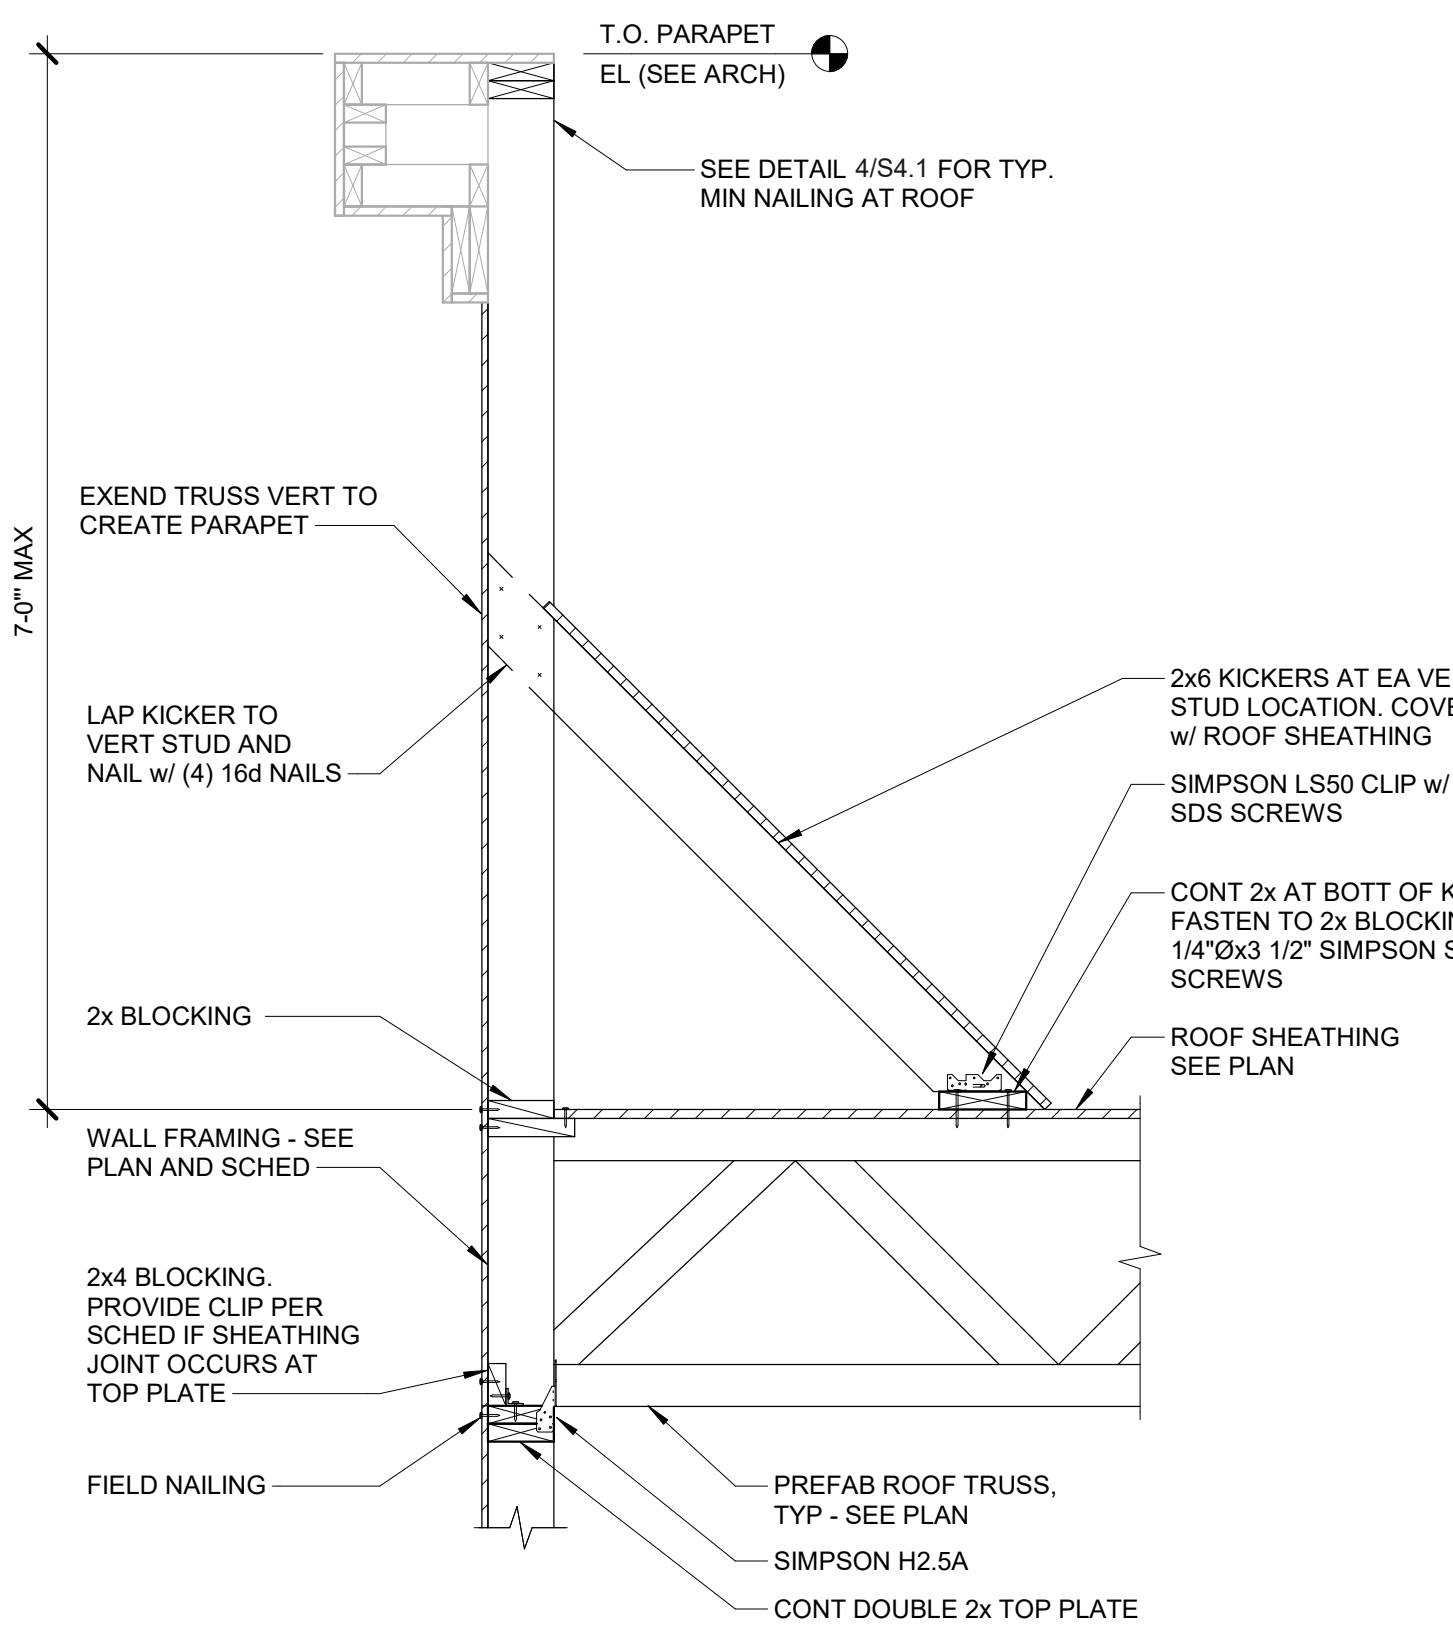 T.O. PARAPET
EL (SEE ARCH)
SEE DETAIL 4/S4.1 FOR TYP.
MIN NAILING AT ROOF
7-0"' MAX
EXEND TRUSS VERT TO
CREATE PARAPET
LAP KICKER TO
VERT STUD AND
NAIL w/ (4) 16d NAILS
2x6 KICKERS AT EA VE
STUD LOCATION. COVE
w/ ROOF SHEATHING
SIMPSON LS50 CLIP w/
SDS SCREWS
CONT 2x AT BOTT OF K
FASTEN TO 2x BLOCKIN
1/4"Øx3 1/2" SIMPSON S
SCREWS
ROOF SHEATHING
SEE PLAN
2x BLOCKING
WALL FRAMING - SEE
PLAN AND SCHED
2x4 BLOCKING.
PROVIDE CLIP PER
SCHED IF SHEATHING
JOINT OCCURS AT
TOP PLATE
FIELD NAILING
PREFAB ROOF TRUSS,
TYP - SEE PLAN
SIMPSON H2.5A
CONT DOUBLE 2x TOP PLATE